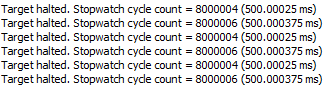 Target halted. Stopwatch cycle count = 8000004 (500.00025 ms)
Target halted. Stopwatch cycle count = 8000006 (500.000375 ms)
Target halted. Stopwatch cycle count = 8000004 (500.00025 ms)
Target halted. Stopwatch cycle count = 8000006 (500.000375 ms)
Target halted. Stopwatch cycle count = 8000004 (500.00025 ms)
Target halted. Stopwatch cycle count = 8000006 (500.000375 ms)